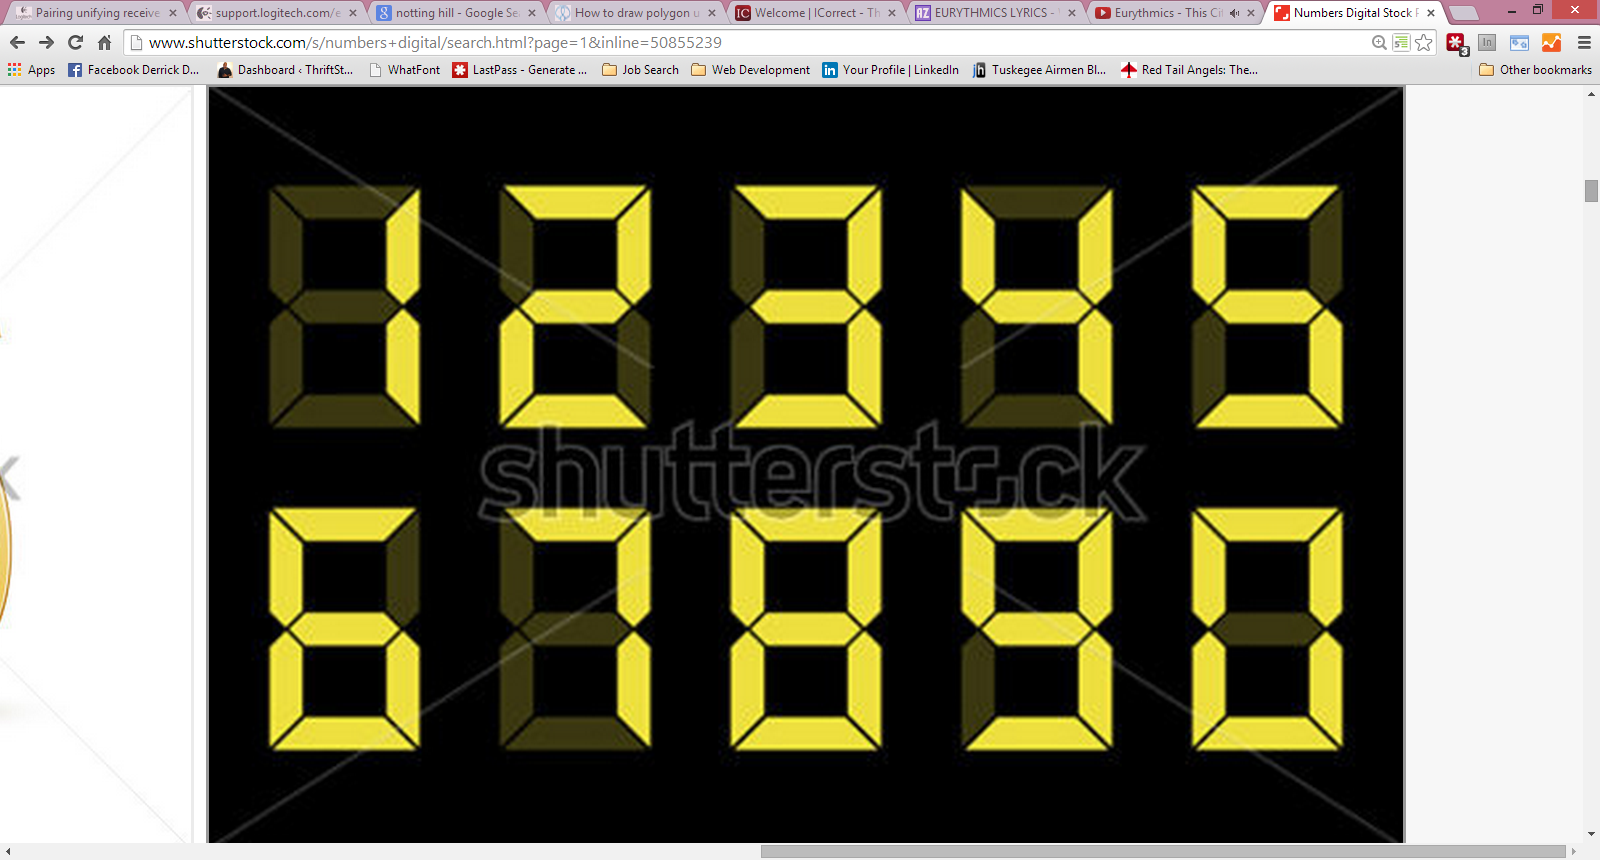 Pairing unifying receive
support.logitech.com/e
notting hill - Google Se
How to draw polygon u
Welcome | ICorrect - Th
EURYTHMICS LYRICS -
Eurythmics - This Ci
Numbers Digital Stock P
www.shutterstock.com/s/numbers+digital/search.html?page=1&inline=50855239
Apps
Facebook Derrick D...
Dashboard ‹ ThriftSt...
WhatFont
LastPass - Generate ...
Job Search
Web Development
Your Profile | LinkedIn
Tuskegee Airmen Bl...
Red Tail Angels: The...
Other bookmarks
1 2 3 4 5
shutterstock
6 7 8 9 0